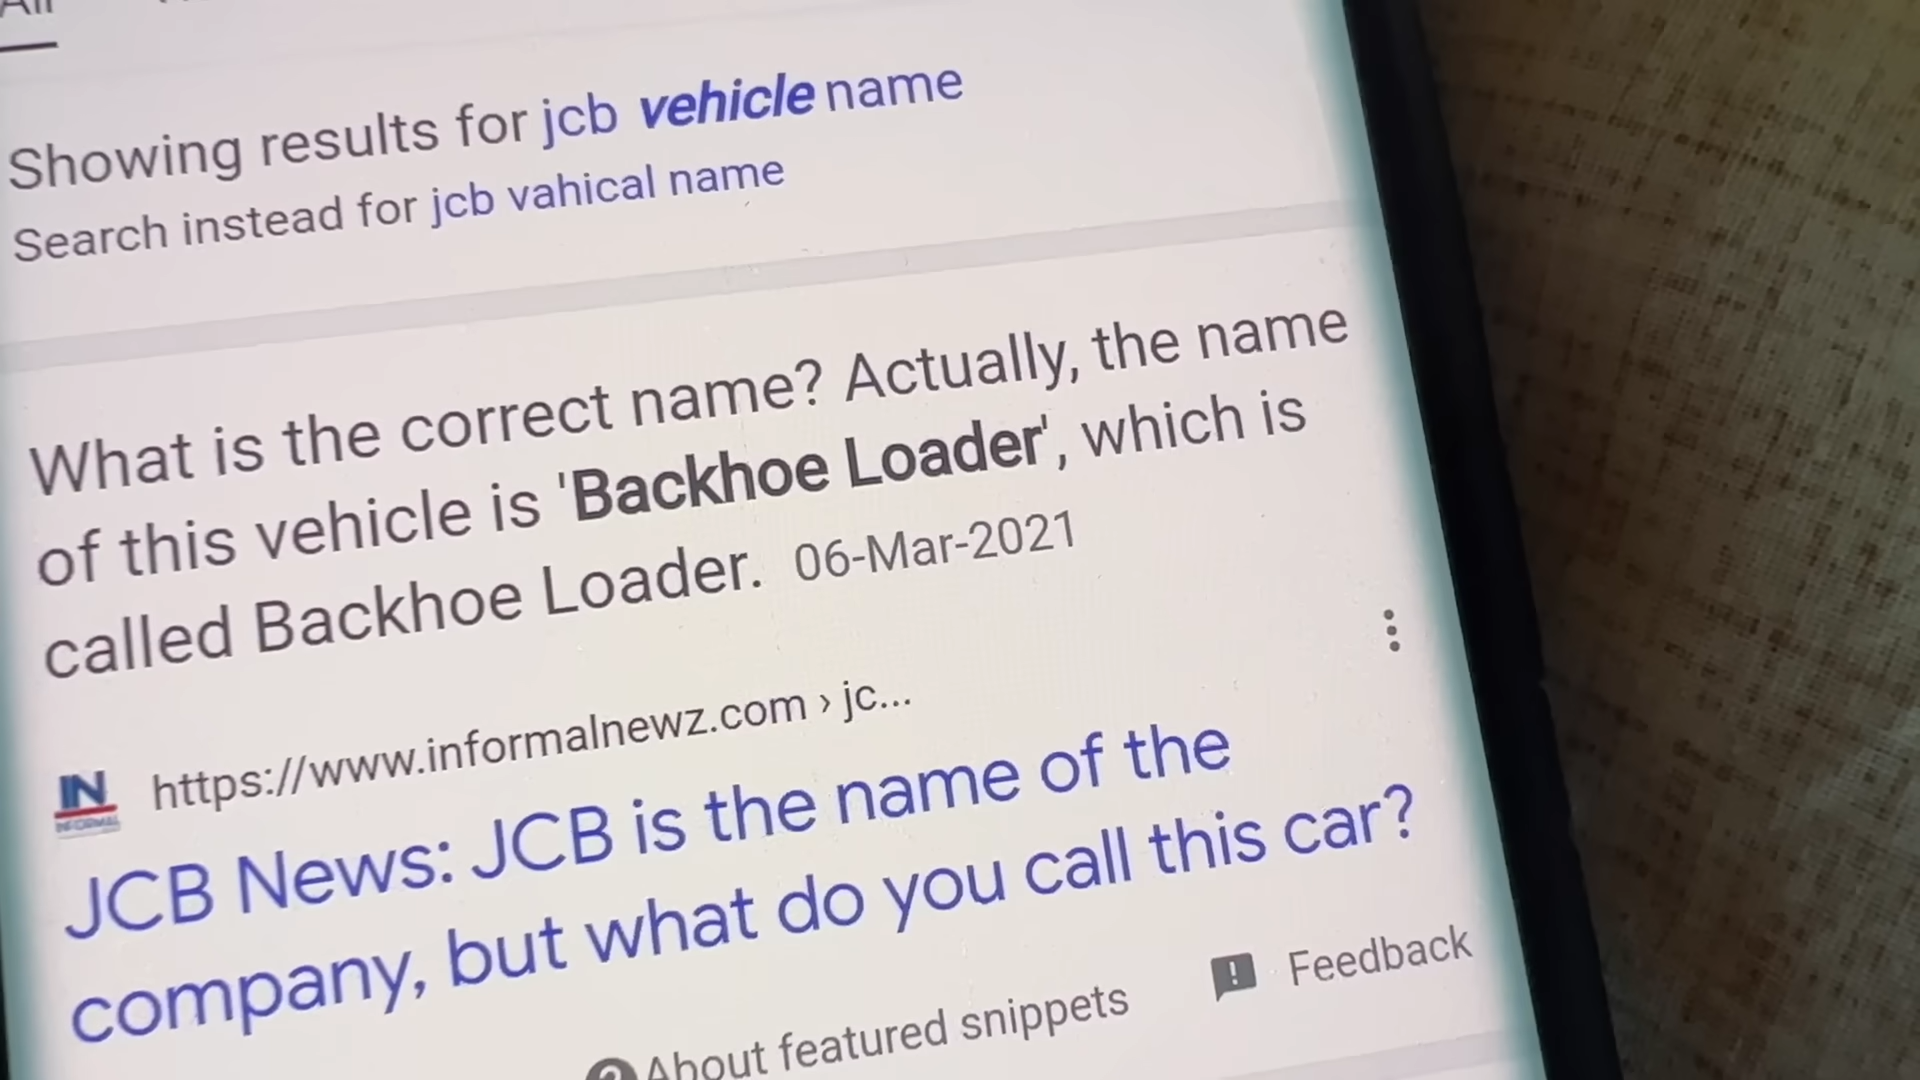 All
Showing results for jcb vehicle name
Search instead for jcb vahical name
What is the correct name? Actually, the name
of this vehicle is 'Backhoe Loader', which is
called Backhoe Loader. 06-Mar-2021
https://www.informalnewz.com › jc...
IN
INFORMAL
JCB News: JCB is the name of the
company, but what do you call this car?
Feedback
About featured snippets